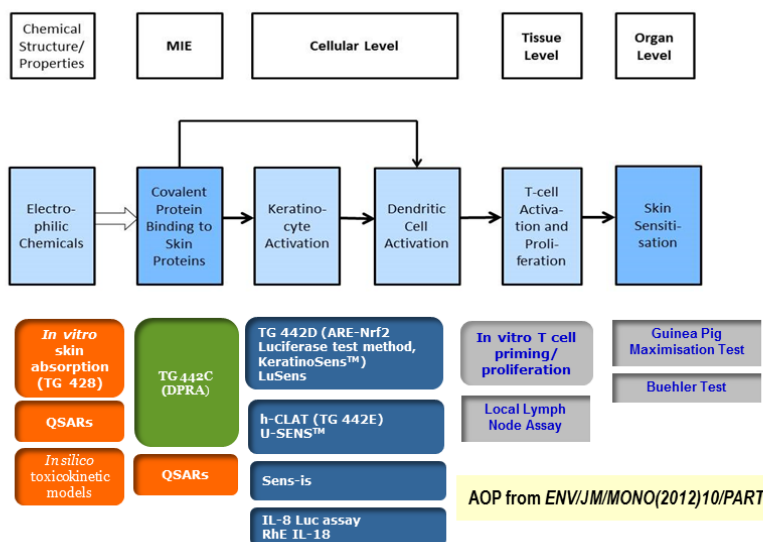 Chemical
Structure/
Properties
MIE
Cellular Level
Tissue
Level
Organ
Level
Electro-
philic
Chemicals
Covalent
Protein
Binding to
Skin
Proteins
Keratino-
cyte
Activation
Dendritic
Cell
Activation
T-cell
Activa-
tion and
Proli-
feration
Skin
Sensiti-
sation
In vitro
skin
absorption
(TG 428)
QSARs
In silico
toxicokinetic
models
TG 442C
(DPRA)
QSARs
TG 442D (ARE-Nrf2
Luciferase test method,
KeratinoSens™)
LuSens
h-CLAT (TG 442E)
U-SENS™
Sens-is
IL-8 Luc assay
RhE IL-18
In vitro T cell
priming/
proliferation
Local Lymph
Node Assay
Guinea Pig
Maximisation Test
Buehler Test
AOP from ENV/JM/MONO(2012)10/PART